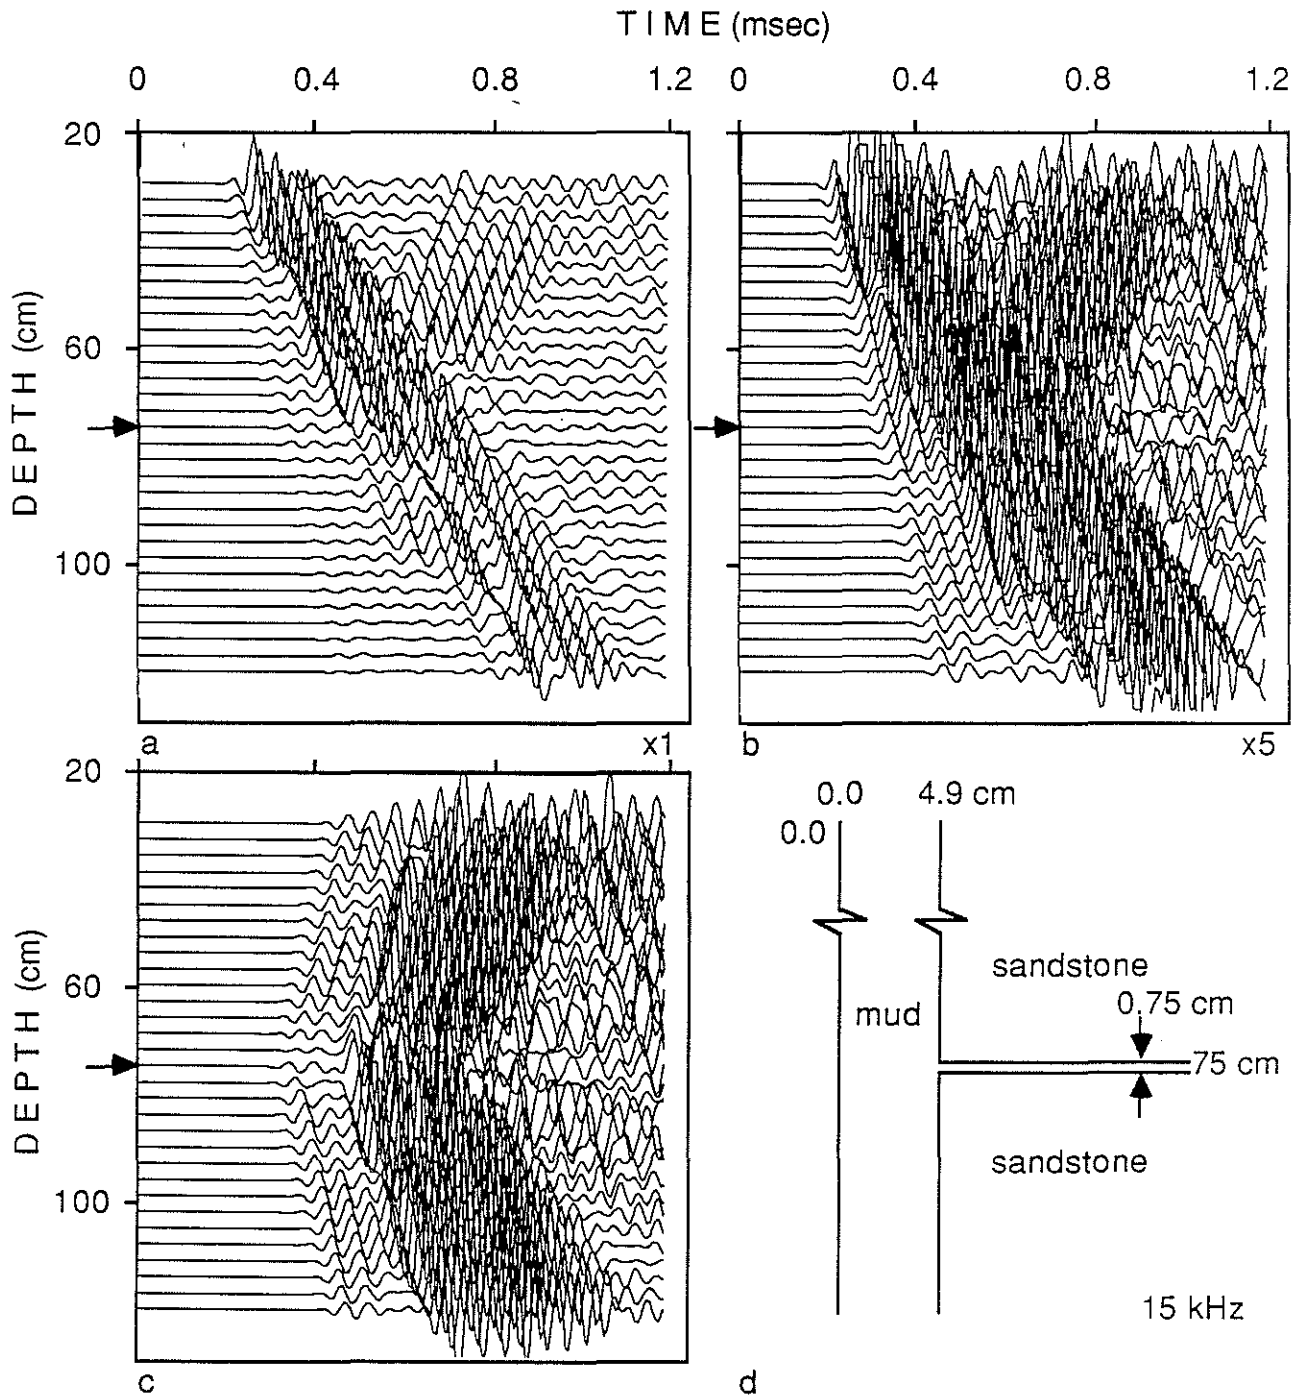 TIME (msec)
0 0.4 0.8 1.2 0 0.4 0.8 1.2
20
60
100
DEPTH (cm)
a x1 b x5
20
60
100
DEPTH (cm)
0.0 4.9 cm
0.0
sandstone
mud
0.75 cm
75 cm
sandstone
15 kHz
c d